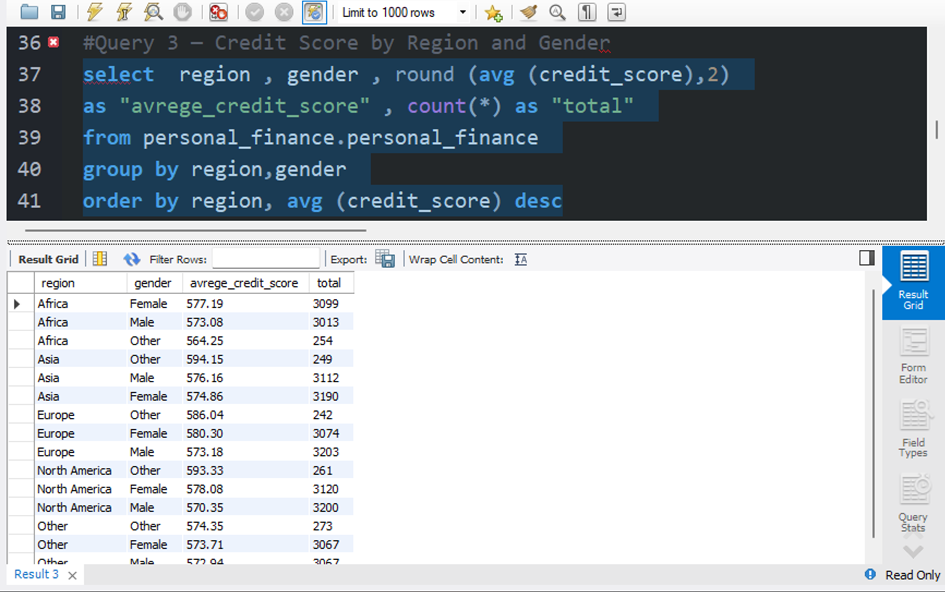 Limit to 1000 rows
36 #Query 3 — Credit Score by Region and Gender
37 select region , gender , round (avg (credit_score),2)
38 as "avrege_credit_score" , count(*) as "total"
39 from personal_finance.personal_finance
40 group by region,gender
41 order by region, avg (credit_score) desc
Result Grid Filter Rows: Export: Wrap Cell Content:
region gender avrege_credit_score total
Africa Female 577.19 3099
Africa Male 573.08 3013
Africa Other 564.25 254
Asia Other 594.15 249
Asia Male 576.16 3112
Asia Female 574.86 3190
Europe Other 586.04 242
Europe Female 580.30 3074
Europe Male 573.18 3203
North America Other 593.33 261
North America Female 578.08 3120
North America Male 570.35 3200
Other Other 574.35 273
Other Female 573.71 3067
Other Male 572.94 3067
Result
Grid
Form
Editor
Field
Types
Query
Stats
Result 3
Read Only